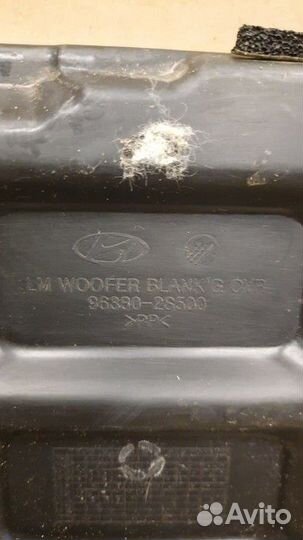 LM WOOFER BLANK'G CVR
96380-2S500
>PP<
Avito